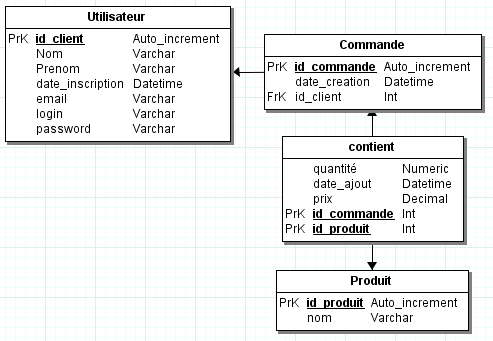 Utilisateur
PrK id_client Auto_increment
Nom Varchar
Prenom Varchar
date_inscription Datetime
email Varchar
login Varchar
password Varchar
Commande
PrK id_commande Auto_increment
date_creation Datetime
FrK id_client Int
contient
quantité Numeric
date_ajout Datetime
prix Decimal
PrK id_commande Int
PrK id_produit Int
Produit
PrK id_produit Auto_increment
nom Varchar